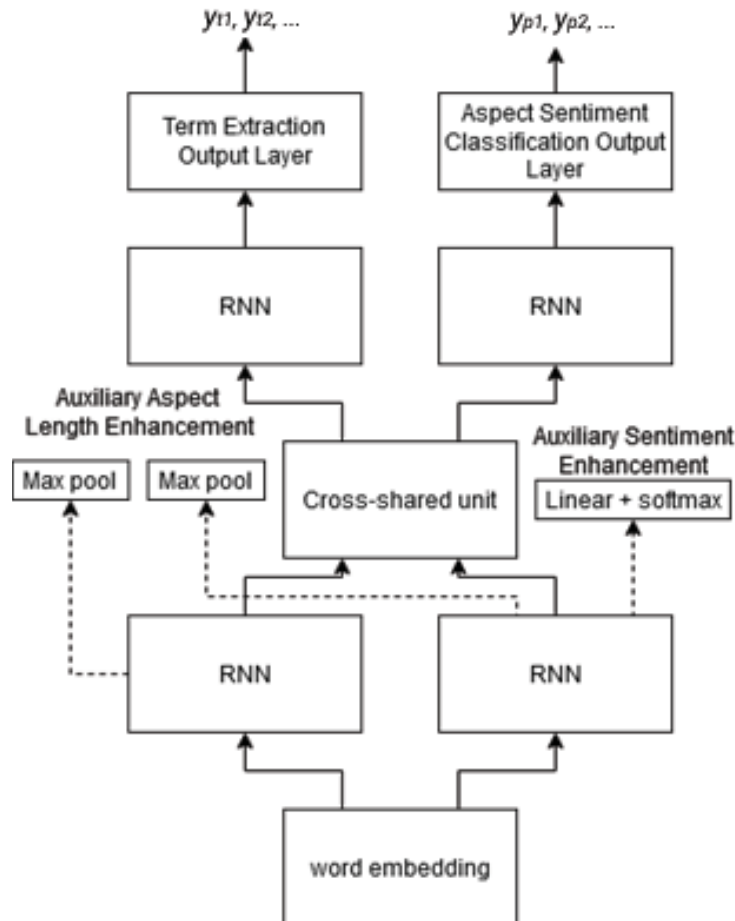 yt1, yt2, ...
yp1, yp2, ...
Term Extraction
Output Layer
Aspect Sentiment
Classification Output
Layer
RNN
RNN
Auxiliary Aspect
Length Enhancement
Max pool
Max pool
Cross-shared unit
Auxiliary Sentiment
Enhancement
Linear + softmax
RNN
RNN
word embedding